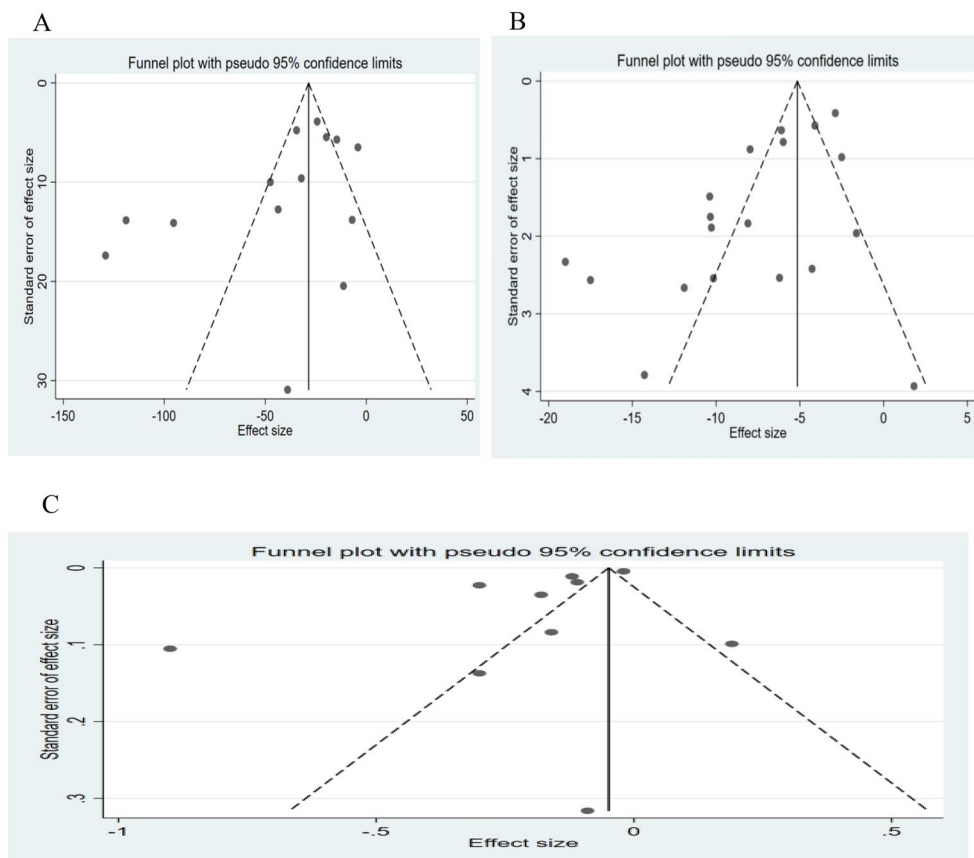 A
Funnel plot with pseudo 95% confidence limits
Standard error of effect size
0
10
20
30
-150
-100
-50
0
50
Effect size
B
Funnel plot with pseudo 95% confidence limits
Standard error of effect size
0
1
2
3
4
-20
-15
-10
-5
0
5
Effect size
C
Funnel plot with pseudo 95% confidence limits
Standard error of effect size
0
.1
.2
.3
-1
-.5
0
.5
Effect size